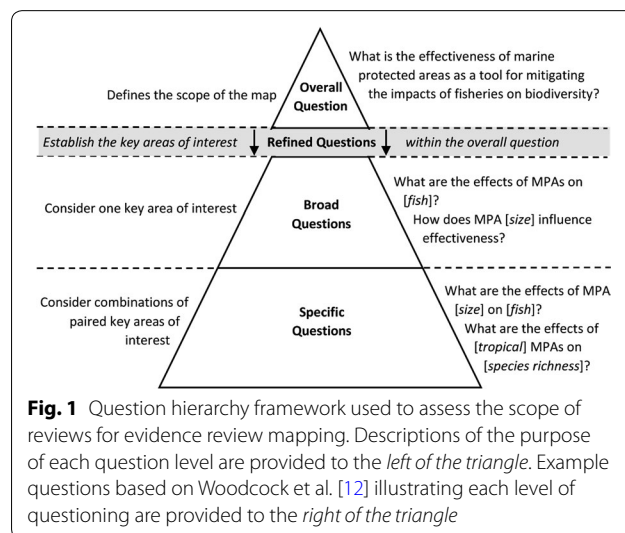 What is the effectiveness of marine
protected areas as a tool for mitigating
the impacts of fisheries on biodiversity?
Defines the scope of the map
Overall
Question
Establish the key areas of interest
Refined Questions
within the overall question
Consider one key area of interest
Broad
Questions
What are the effects of MPAs on
[fish]?
How does MPA [size] influence
effectiveness?
Consider combinations of
paired key areas of
interest
Specific
Questions
What are the effects of MPA
[size] on [fish]?
What are the effects of
[tropical] MPAs on
[species richness]?
Fig. 1 Question hierarchy framework used to assess the scope of
reviews for evidence review mapping. Descriptions of the purpose
of each question level are provided to the left of the triangle. Example
questions based on Woodcock et al. [12] illustrating each level of
questioning are provided to the right of the triangle